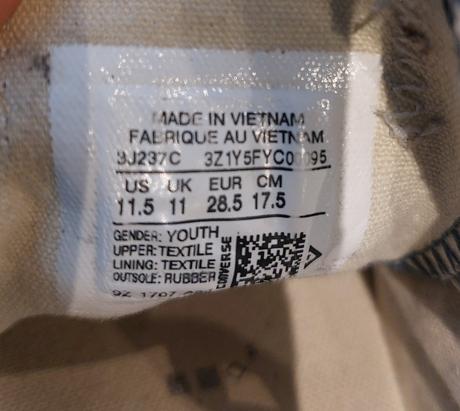 MADE IN VIETNAM
FABRIQUE AU VIETNAM
3J237C
US UK EUR CM
11.5 11 28.5 17.5
GENDER: YOUTH
UPPER: TEXTILE
LINING: TEXTILE
OUTSOLE: RUBBER
CONVERSE